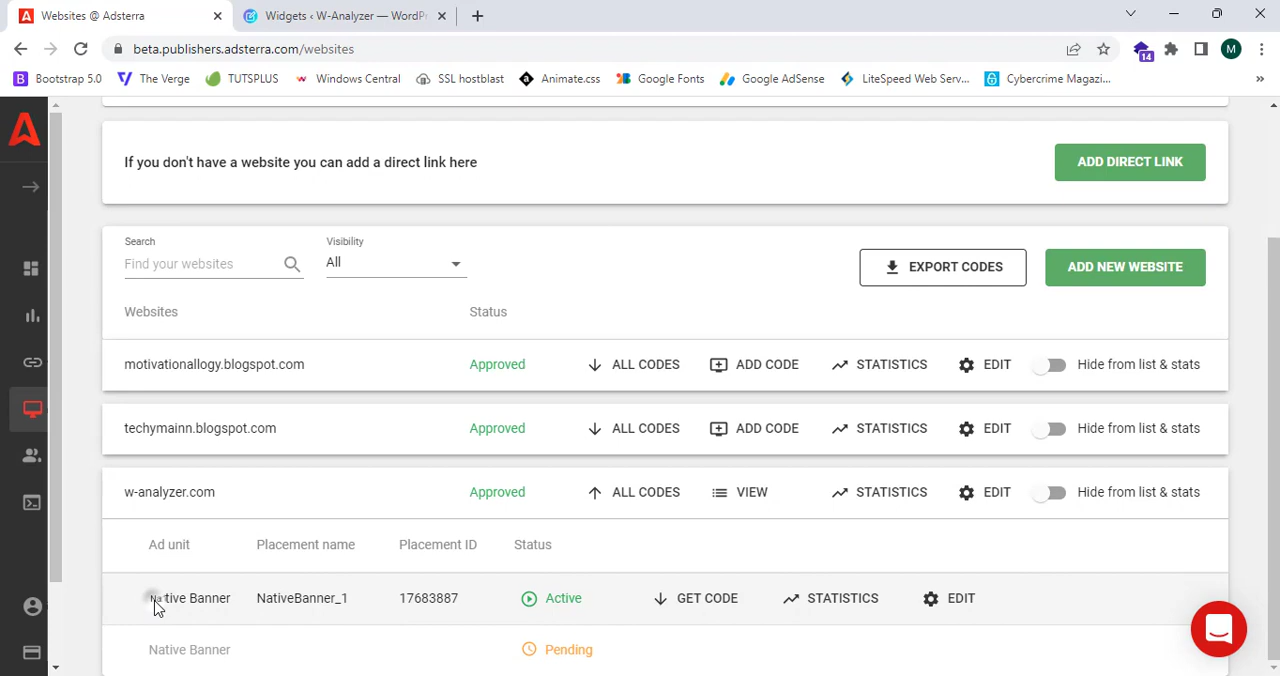 Websites @ Adsterra
Widgets ‹ W-Analyzer — WordPr
beta.publishers.adsterra.com/websites
14
M
B Bootstrap 5.0 The Verge TUTSPLUS Windows Central SSL hostblast Animate.css Google Fonts Google AdSense LiteSpeed Web Serv... Cybercrime Magazi... »
If you don't have a website you can add a direct link here
ADD DIRECT LINK
Search
Visibility
Find your websites
All
EXPORT CODES
ADD NEW WEBSITE
Websites Status
motivationallogy.blogspot.com Approved ALL CODES ADD CODE STATISTICS EDIT Hide from list & stats
techymainn.blogspot.com Approved ALL CODES ADD CODE STATISTICS EDIT Hide from list & stats
w-analyzer.com Approved ALL CODES VIEW STATISTICS EDIT Hide from list & stats
Ad unit Placement name Placement ID Status
Native Banner NativeBanner_1 17683887 Active GET CODE STATISTICS EDIT
Native Banner Pending